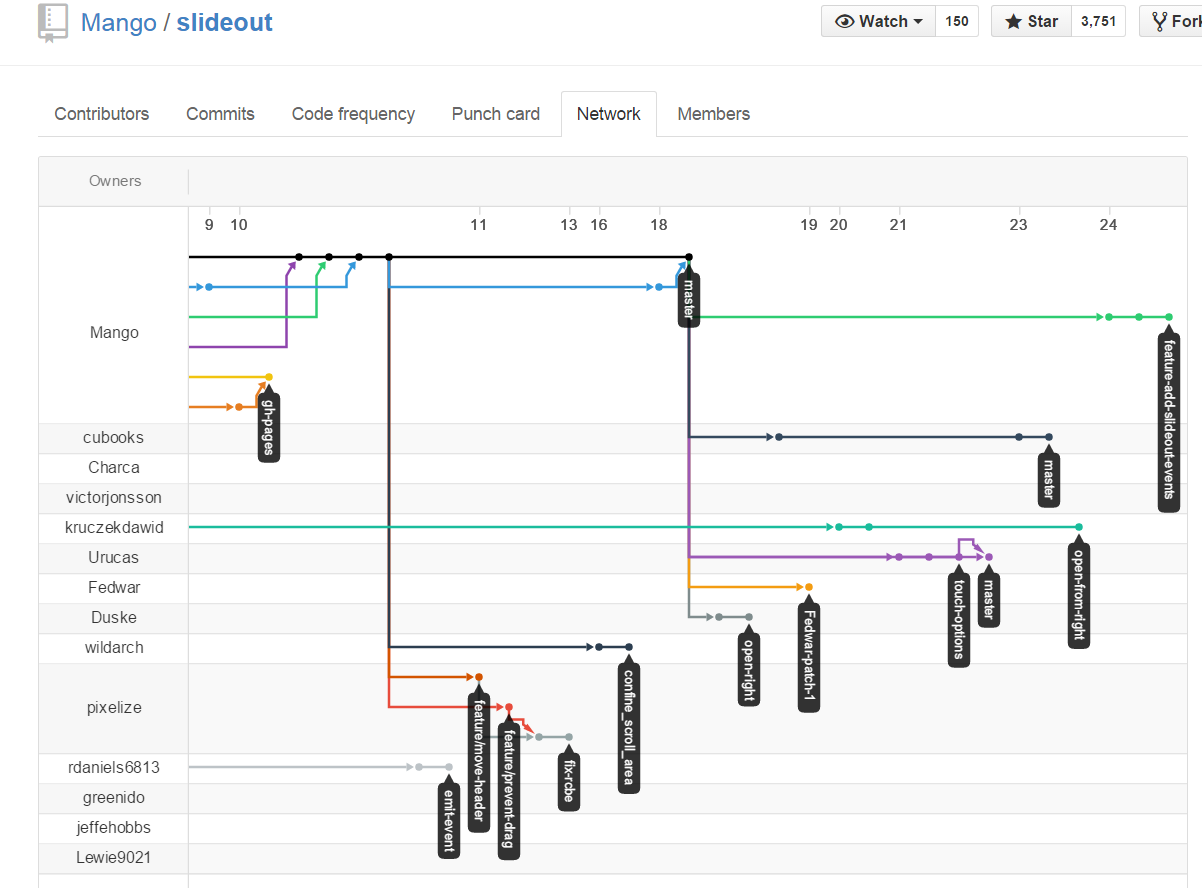 Mango / slideout
Watch 150
Star 3,751
Fork
Contributors Commits Code frequency Punch card Network Members
Owners
9 10 11 13 16 18 19 20 21 23 24
Mango
master
feature-add-slideout-events
gh-pages
cubooks
master
Charca
victorjonsson
kruczekdawid
open-from-right
Urucas
touch-options
master
Fedwar
Fedwar-patch-1
Duske
open-right
wildarch
confine_scroll_area
pixelize
feature/move-header
feature/prevent-drag
fix-rcbe
rdaniels6813
emit-event
greenido
jeffehobbs
Lewie9021